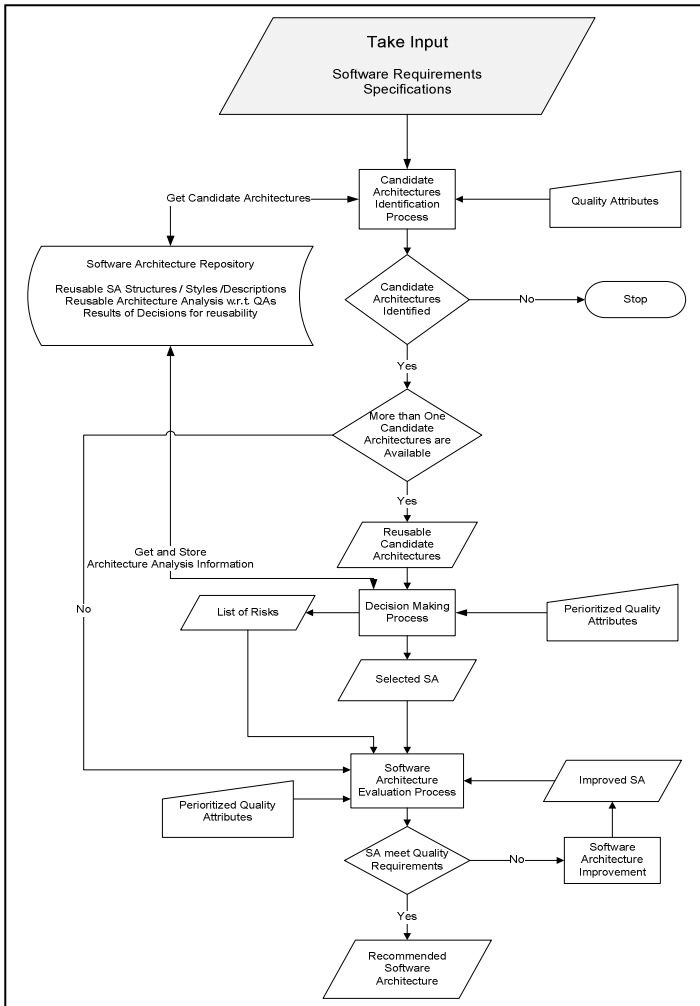 Take Input
Software Requirements
Specifications
Candidate
Architectures
Identification
Process
Get Candidate Architectures
Quality Attributes
Software Architecture Repository
Reusable SA Structures / Styles /Descriptions
Reusable Architecture Analysis w.r.t. QAs
Results of Decisions for reusability
Candidate
Architectures
Identified
No
Stop
Yes
More than One
Candidate
Architectures are
Available
Yes
Reusable
Candidate
Architectures
Get and Store
Architecture Analysis Information
No
List of Risks
Decision Making
Process
Perioritized Quality
Attributes
Selected SA
Software
Architecture
Evaluation Process
Improved SA
Perioritized Quality
Attributes
SA meet Quality
Requirements
No
Software
Architecture
Improvement
Yes
Recommended
Software
Architecture